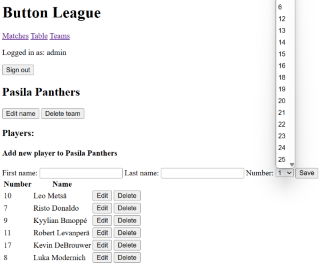 Button League
Matches Table Teams
Logged in as: admin
Sign out
Pasila Panthers
Edit name Delete team
Players:
Add new player to Pasila Panthers
First name: Last name: Number: 1 Save
6
12
13
14
15
16
18
19
20
21
22
23
24
25
Number Name
10 Leo Metsä Edit Delete
7 Risto Donaldo Edit Delete
9 Kyylian Bmoppé Edit Delete
11 Robert Levanperä Edit Delete
17 Kevin DeBrouwer Edit Delete
8 Luka Modernich Edit Delete